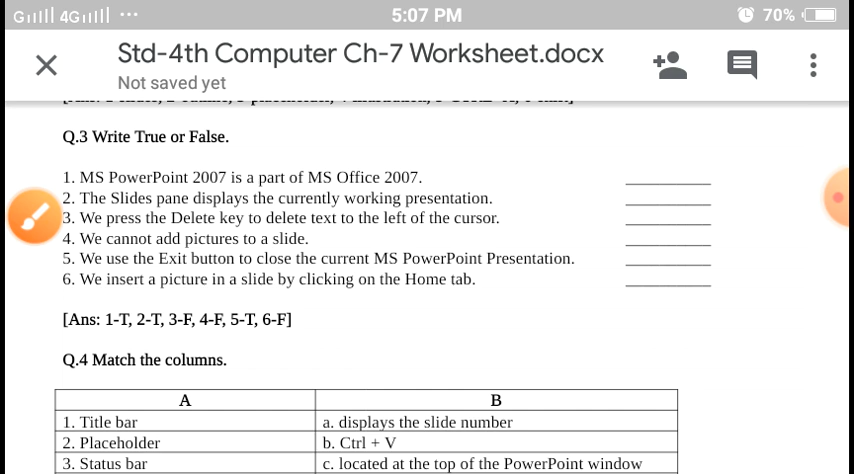 4G
5:07 PM
70%
Std-4th Computer Ch-7 Worksheet.docx
Not saved yet
Q.3 Write True or False.
1. MS PowerPoint 2007 is a part of MS Office 2007.
2. The Slides pane displays the currently working presentation.
3. We press the Delete key to delete text to the left of the cursor.
4. We cannot add pictures to a slide.
5. We use the Exit button to close the current MS PowerPoint Presentation.
6. We insert a picture in a slide by clicking on the Home tab.
[Ans: 1-T, 2-T, 3-F, 4-F, 5-T, 6-F]
Q.4 Match the columns.
A B
1. Title bar a. displays the slide number
2. Placeholder b. Ctrl + V
3. Status bar c. located at the top of the PowerPoint window